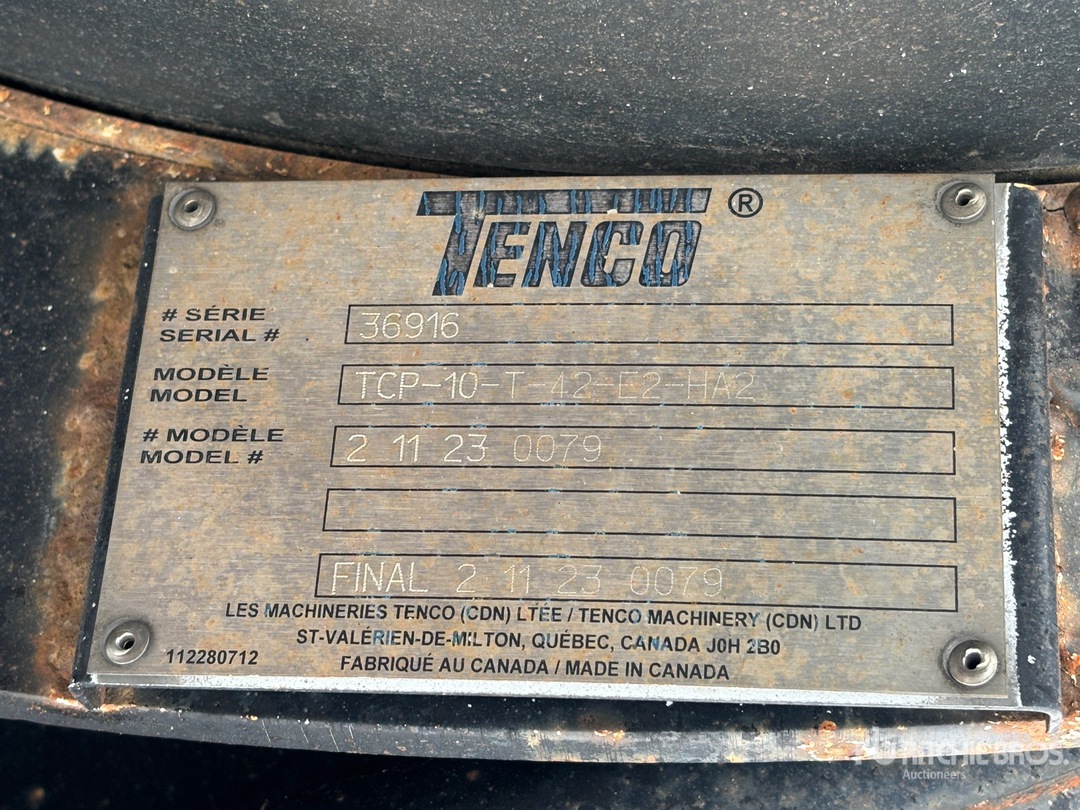 TENCO ®
# SÉRIE
SERIAL # 36916
MODÈLE
MODEL TCP-10-T-42-E2-HA2
# MODÈLE
MODEL # 2 11 23 0079
FINAL 2 11 23 0079
LES MACHINERIES TENCO (CDN) LTÉE / TENCO MACHINERY (CDN) LTD
ST-VALÉRIEN-DE-MILTON, QUÉBEC, CANADA J0H 2B0
112280712
FABRIQUÉ AU CANADA / MADE IN CANADA
RITCHIE BROS.
Auctioneers